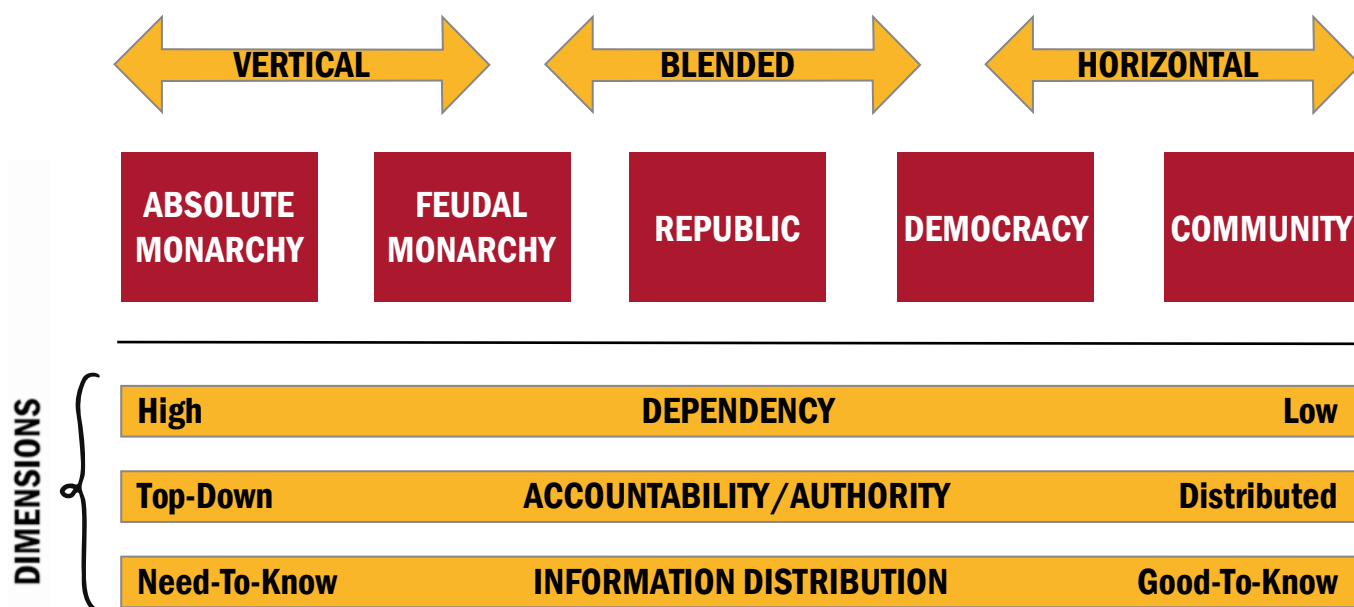 VERTICAL
BLENDED
HORIZONTAL
ABSOLUTE
MONARCHY
FEUDAL
MONARCHY
REPUBLIC
DEMOCRACY
COMMUNITY
DIMENSIONS
High
DEPENDENCY
Low
Top-Down
ACCOUNTABILITY/AUTHORITY
Distributed
Need-To-Know
INFORMATION DISTRIBUTION
Good-To-Know